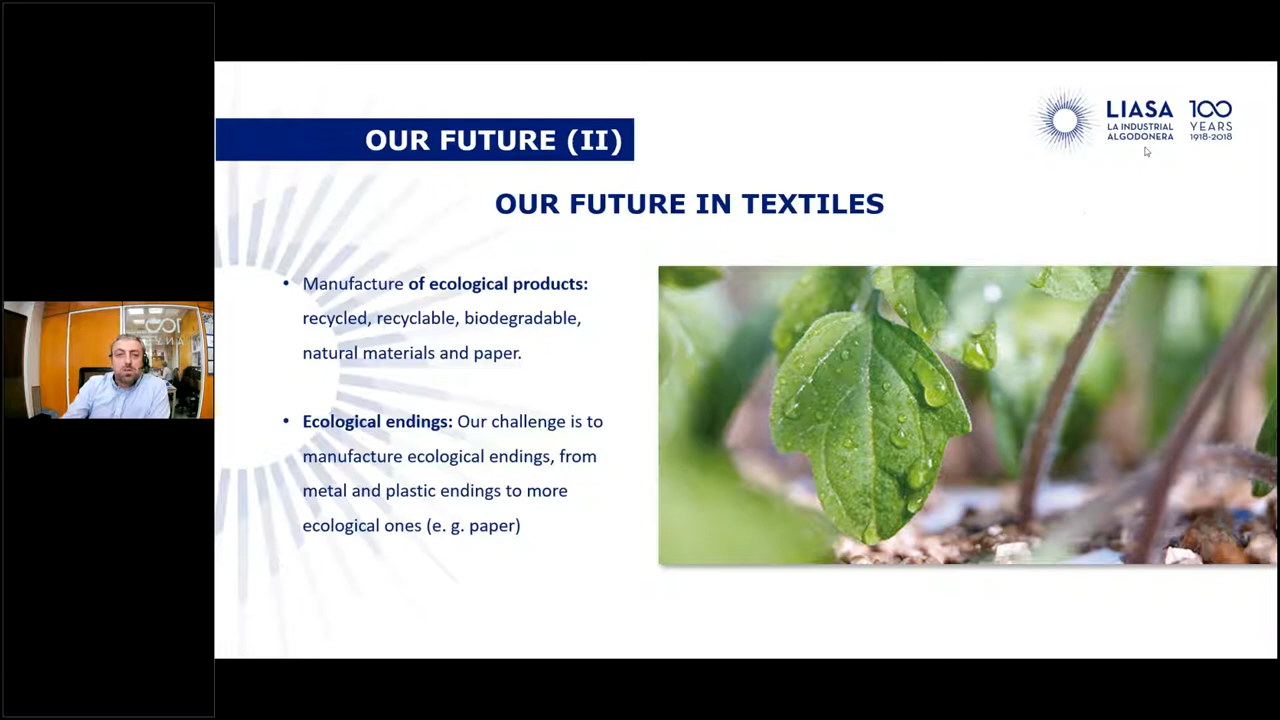 OUR FUTURE (II)
LIASA
LA INDUSTRIAL
ALGODONERA
100
YEARS
1918-2018
OUR FUTURE IN TEXTILES
• Manufacture of ecological products:
recycled, recyclable, biodegradable,
natural materials and paper.
• Ecological endings: Our challenge is to
manufacture ecological endings, from
metal and plastic endings to more
ecological ones (e. g. paper)